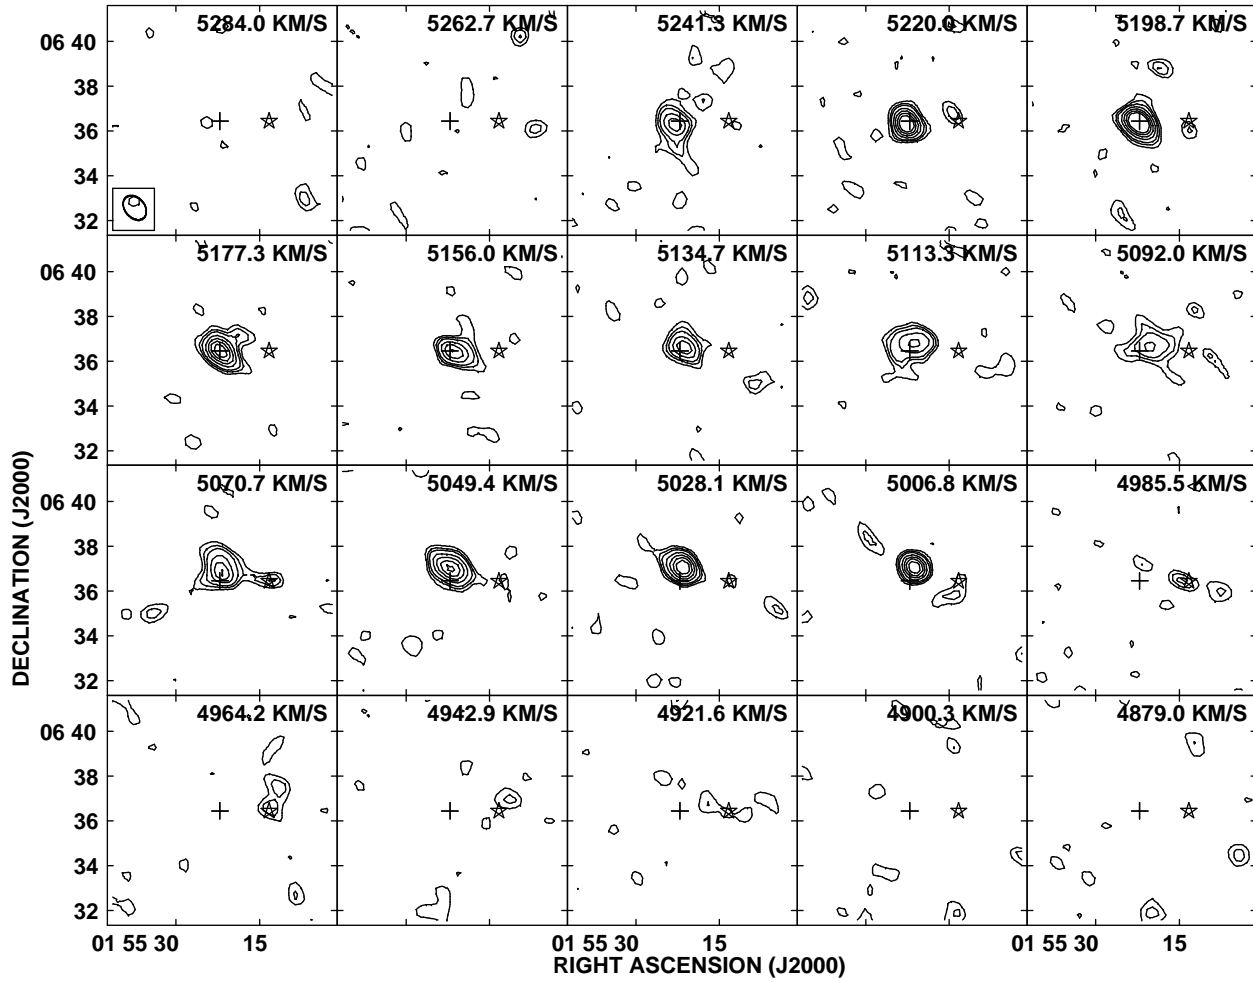 5284.0 KM/S 5262.7 KM/S 5241.3 KM/S 5220.0 KM/S 5198.7 KM/S
06 40
38
36
34
32
5177.3 KM/S 5156.0 KM/S 5134.7 KM/S 5113.3 KM/S 5092.0 KM/S
06 40
38
36
34
32
5070.7 KM/S 5049.4 KM/S 5028.1 KM/S 5006.8 KM/S 4985.5 KM/S
06 40
38
36
34
32
4964.2 KM/S 4942.9 KM/S 4921.6 KM/S 4900.3 KM/S 4879.0 KM/S
06 40
38
36
34
32
DECLINATION (J2000)
01 55 30 15 01 55 30 15 01 55 30 15
RIGHT ASCENSION (J2000)